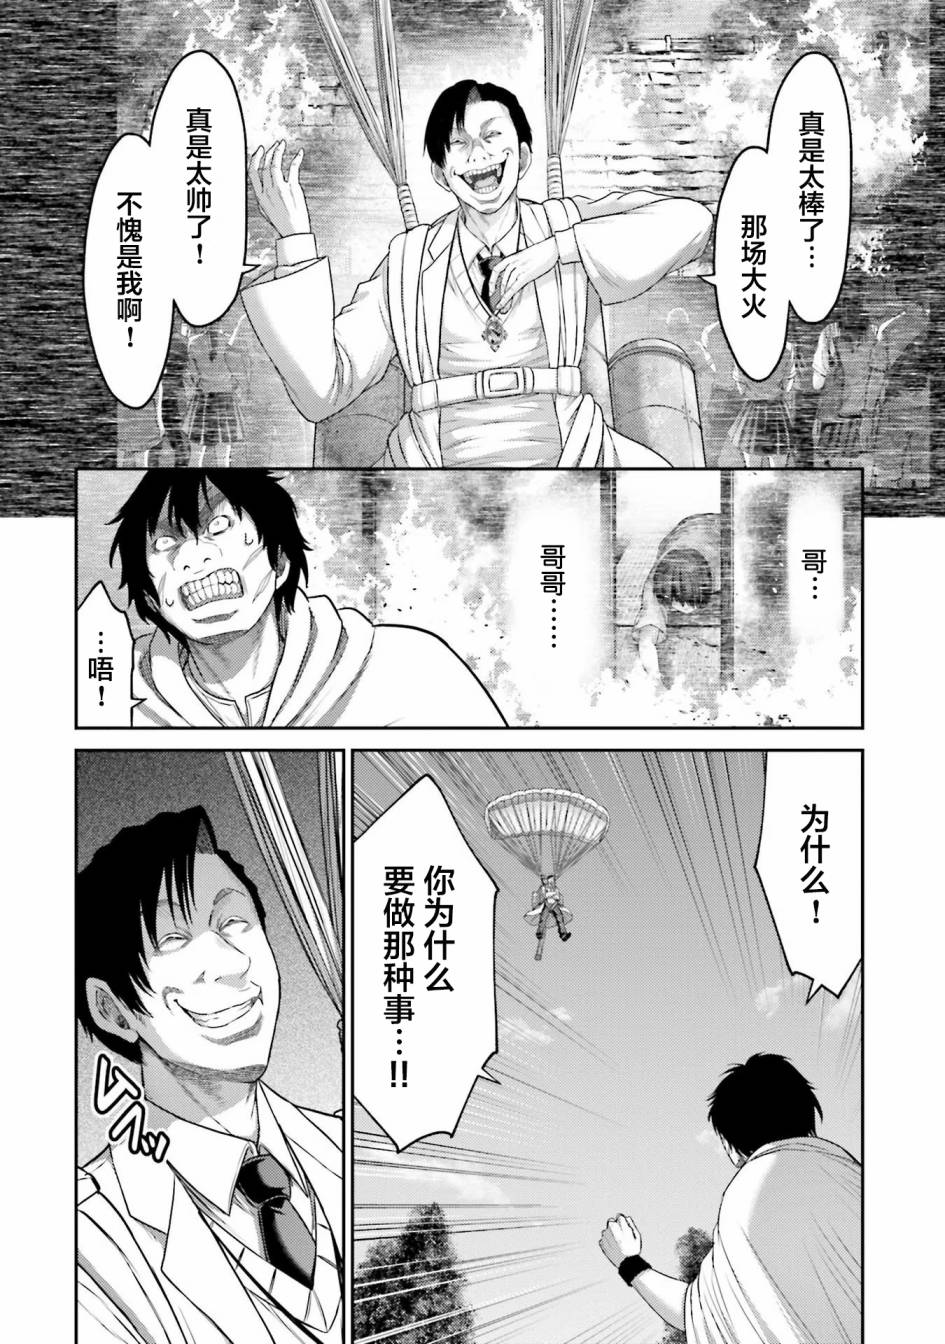 真是太棒了…
那场大火
真是太帅了！
不愧是我啊！
哥…
哥哥……
…唔！
为什么！
你为什么
要做那种事…!!